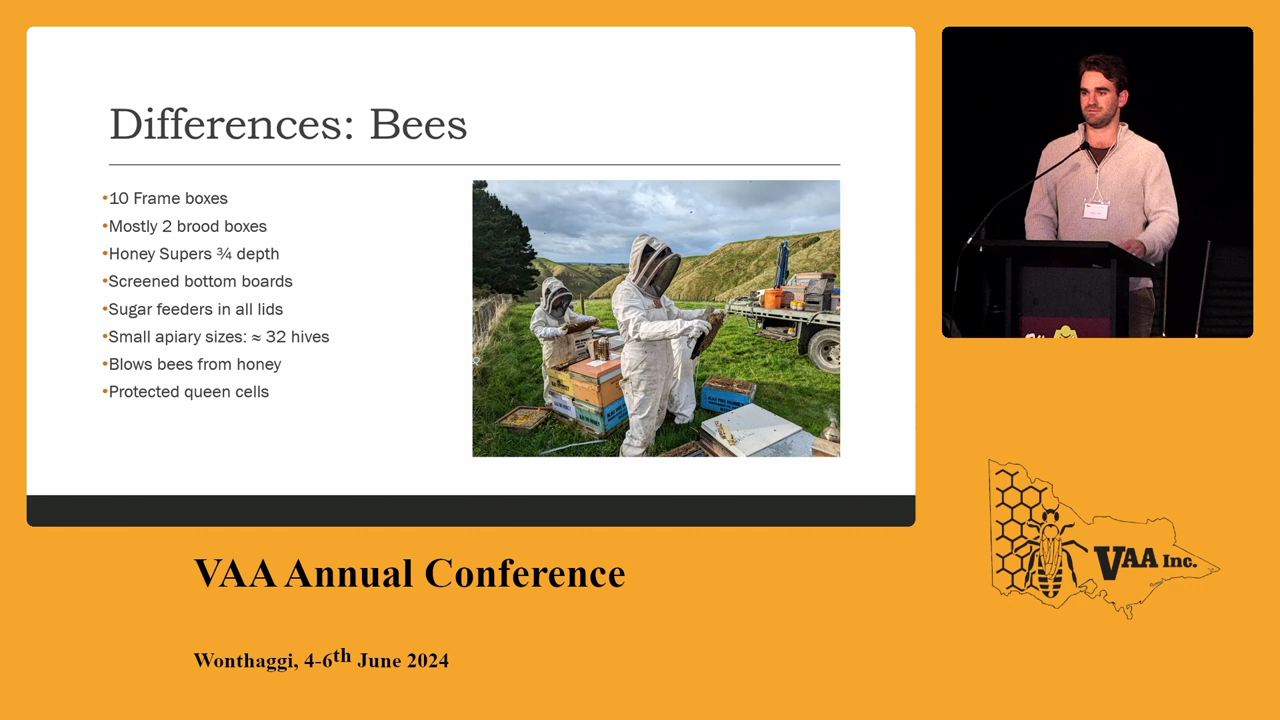 Differences: Bees
•10 Frame boxes
•Mostly 2 brood boxes
•Honey Supers ¾ depth
•Screened bottom boards
•Sugar feeders in all lids
•Small apiary sizes: ≈ 32 hives
•Blows bees from honey
•Protected queen cells
VAA Annual Conference
Wonthaggi, 4-6th June 2024
VAA Inc.